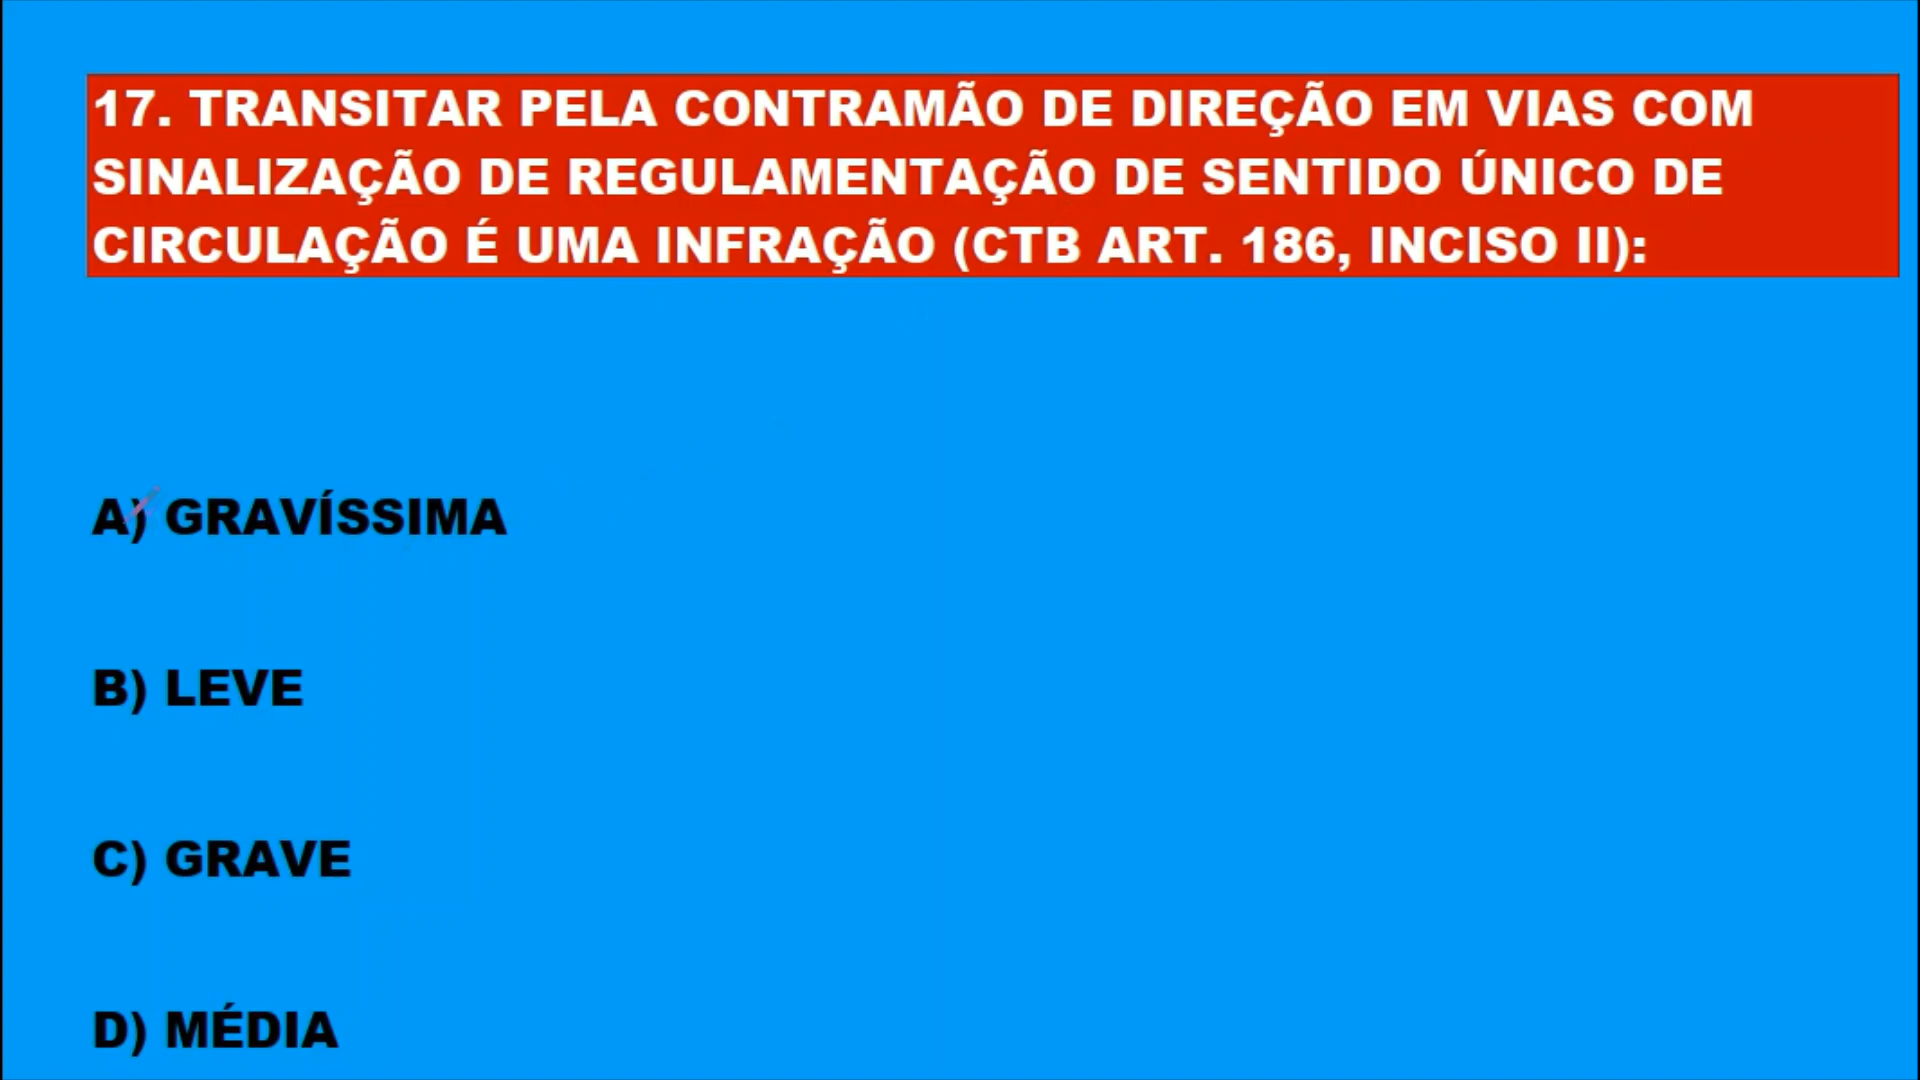 17. TRANSITAR PELA CONTRAMÃO DE DIREÇÃO EM VIAS COM
SINALIZAÇÃO DE REGULAMENTAÇÃO DE SENTIDO ÚNICO DE
CIRCULAÇÃO É UMA INFRAÇÃO (CTB ART. 186, INCISO II):
A) GRAVÍSSIMA
B) LEVE
C) GRAVE
D) MÉDIA